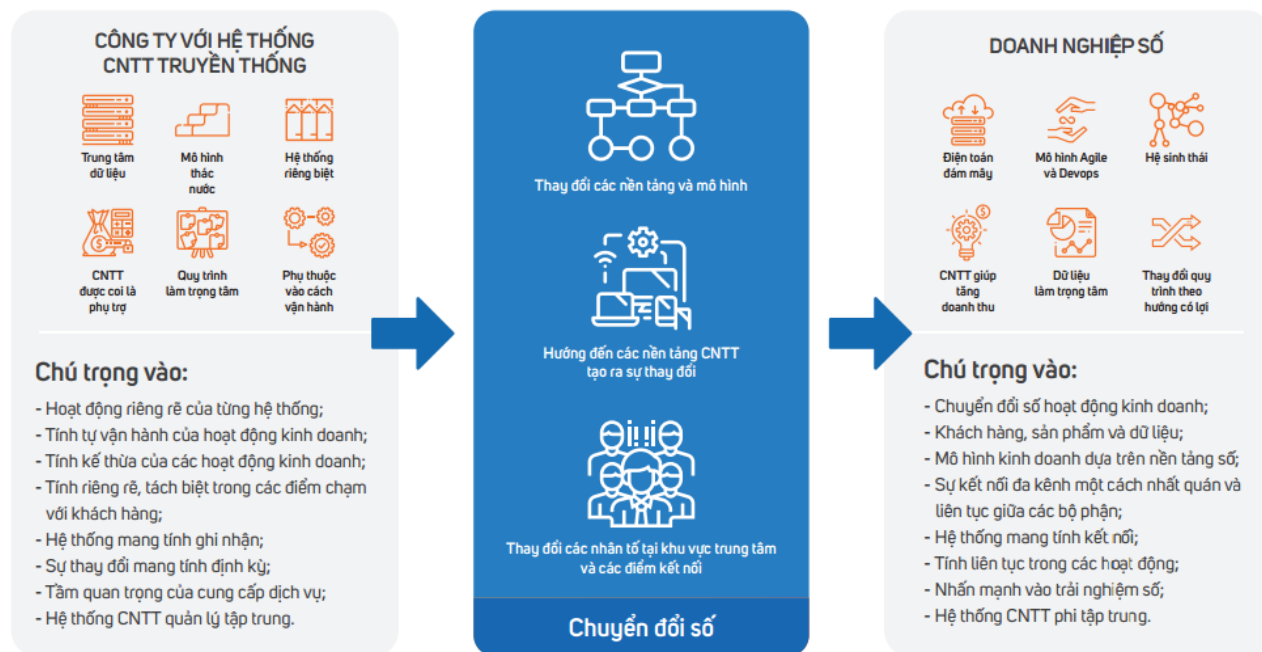 CÔNG TY VỚI HỆ THỐNG
CNTT TRUYỀN THỐNG
Trung tâm
dữ liệu
Mô hình
thác
nước
Hệ thống
riêng biệt
CNTT
được coi là
phụ trợ
Quy trình
làm trọng tâm
Phụ thuộc
vào cách
vận hành
Chú trọng vào:
- Hoạt động riêng rẽ của từng hệ thống;
- Tính tự vận hành của hoạt động kinh doanh;
- Tính kế thừa của các hoạt động kinh doanh;
- Tính riêng rẽ, tách biệt trong các điểm chạm
với khách hàng;
- Hệ thống mang tính ghi nhận;
- Sự thay đổi mang tính định kỳ;
- Tầm quan trọng của cung cấp dịch vụ;
- Hệ thống CNTT quản lý tập trung.
Thay đổi các nền tảng và mô hình
Hướng đến các nền tảng CNTT
tạo ra sự thay đổi
Thay đổi các nhân tố tại khu vực trung tâm
và các điểm kết nối
Chuyển đổi số
DOANH NGHIỆP SỐ
Điện toán
đám mây
Mô hình Agile
và Devops
Hệ sinh thái
CNTT giúp
tăng
doanh thu
Dữ liệu
làm trọng tâm
Thay đổi quy
trình theo
hướng có lợi
Chú trọng vào:
- Chuyển đổi số hoạt động kinh doanh;
- Khách hàng, sản phẩm và dữ liệu;
- Mô hình kinh doanh dựa trên nền tảng số;
- Sự kết nối đa kênh một cách nhất quán và
liên tục giữa các bộ phận;
- Hệ thống mang tính kết nối;
- Tính liên tục trong các hoạt động;
- Nhấn mạnh vào trải nghiệm số;
- Hệ thống CNTT phi tập trung.